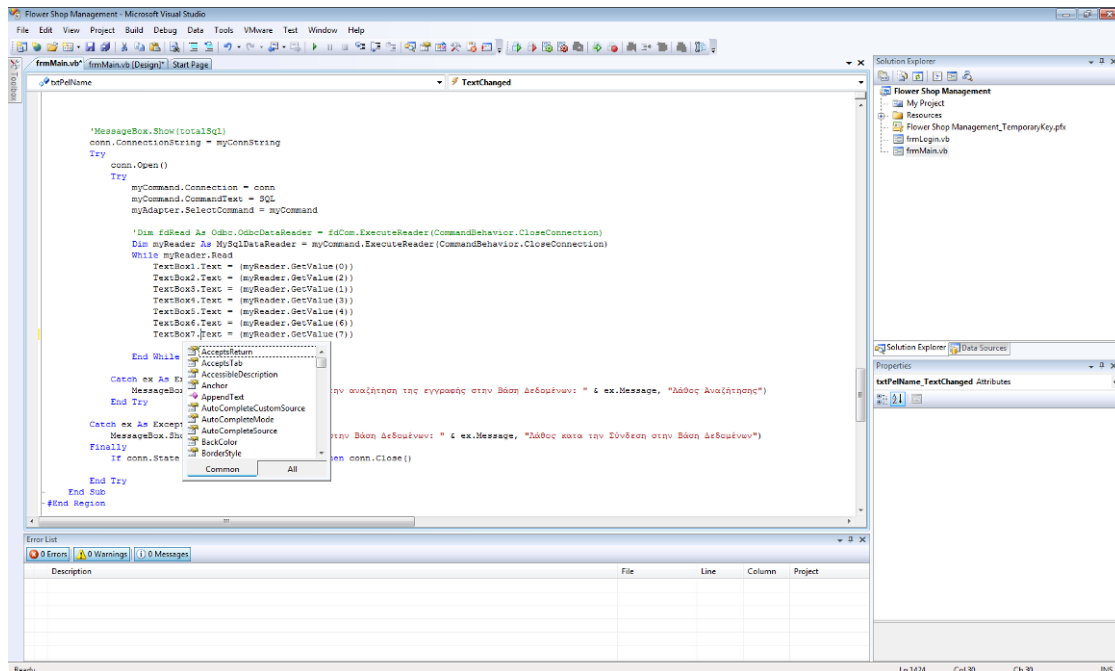 Flower Shop Management - Microsoft Visual Studio
File Edit View Project Build Debug Data Tools VMware Test Window Help
frmMain.vb* frmMain.vb [Design]* Start Page
Toolbox
txtPelName TextChanged
'MessageBox.Show(totalSql)
conn.ConnectionString = myConnString
Try
conn.Open()
Try
myCommand.Connection = conn
myCommand.CommandText = SQL
myAdapter.SelectCommand = myCommand
'Dim fdRead As Odbc.OdbcDataReader = fdCom.ExecuteReader(CommandBehavior.CloseConnection)
Dim myReader As MySqlDataReader = myCommand.ExecuteReader(CommandBehavior.CloseConnection)
While myReader.Read
TextBox1.Text = (myReader.GetValue(0))
TextBox2.Text = (myReader.GetValue(2))
TextBox3.Text = (myReader.GetValue(1))
TextBox4.Text = (myReader.GetValue(3))
TextBox5.Text = (myReader.GetValue(4))
TextBox6.Text = (myReader.GetValue(6))
TextBox7.Text = (myReader.GetValue(7))
End While
Catch ex As Ex
MessageBox την αναζήτηση της εγγραφής στην Βάση Δεδομένων: " & ex.Message, "Λάθος Αναζήτησης")
End Try
Catch ex As Except
MessageBox.Sho στην Βάση Δεδομένων: " & ex.Message, "Λάθος κατα την Σύνδεση στην Βάση Δεδομένων")
Finally
If conn.State hen conn.Close()
End Try
End Sub
#End Region
AcceptsReturn
AcceptsTab
AccessibleDescription
Anchor
AppendText
AutoCompleteCustomSource
AutoCompleteMode
AutoCompleteSource
BackColor
BorderStyle
Common All
Error List
0 Errors 0 Warnings 0 Messages
Description File Line Column Project
Solution Explorer
Flower Shop Management
My Project
Resources
Flower Shop Management_TemporaryKey.pfx
frmLogin.vb
frmMain.vb
Solution Explorer Data Sources
Properties
txtPelName_TextChanged Attributes
Ready Ln 1424 Col 30 Ch 30 INS